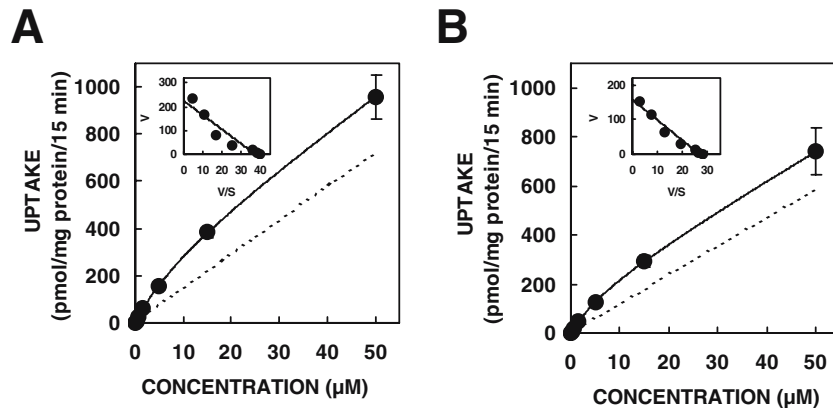 A
UPTAKE
(pmol/mg protein/15 min)
1000
800
600
400
200
0
0 10 20 30 40 50
CONCENTRATION (µM)
300
200
100
0
V
0 10 20 30 40
V/S
B
UPTAKE
(pmol/mg protein/15 min)
1000
800
600
400
200
0
0 10 20 30 40 50
CONCENTRATION (µM)
200
100
0
V
0 10 20 30
V/S